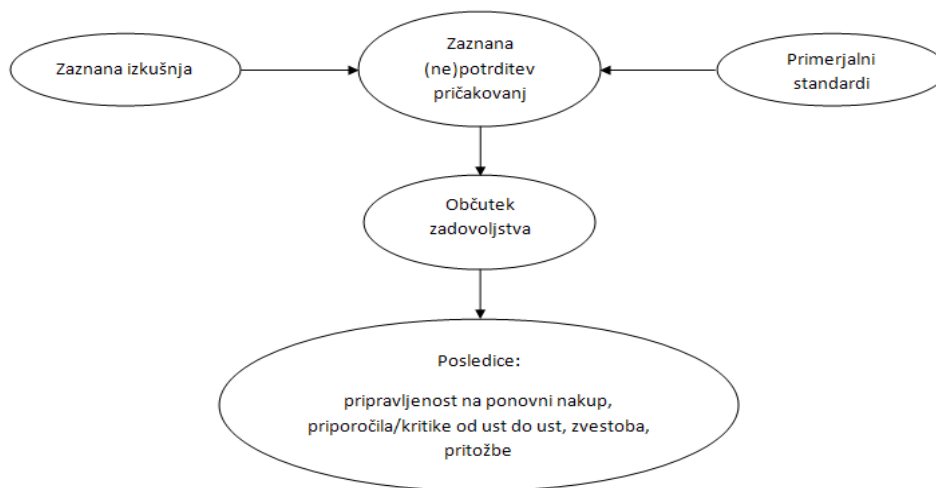 Zaznana izkušnja
Zaznana
(ne)potrditev
pričakovanj
Primerjalni
standardi
Občutek
zadovoljstva
Posledice:
pripravljenost na ponovni nakup,
priporočila/kritike od ust do ust, zvestoba,
pritožbe